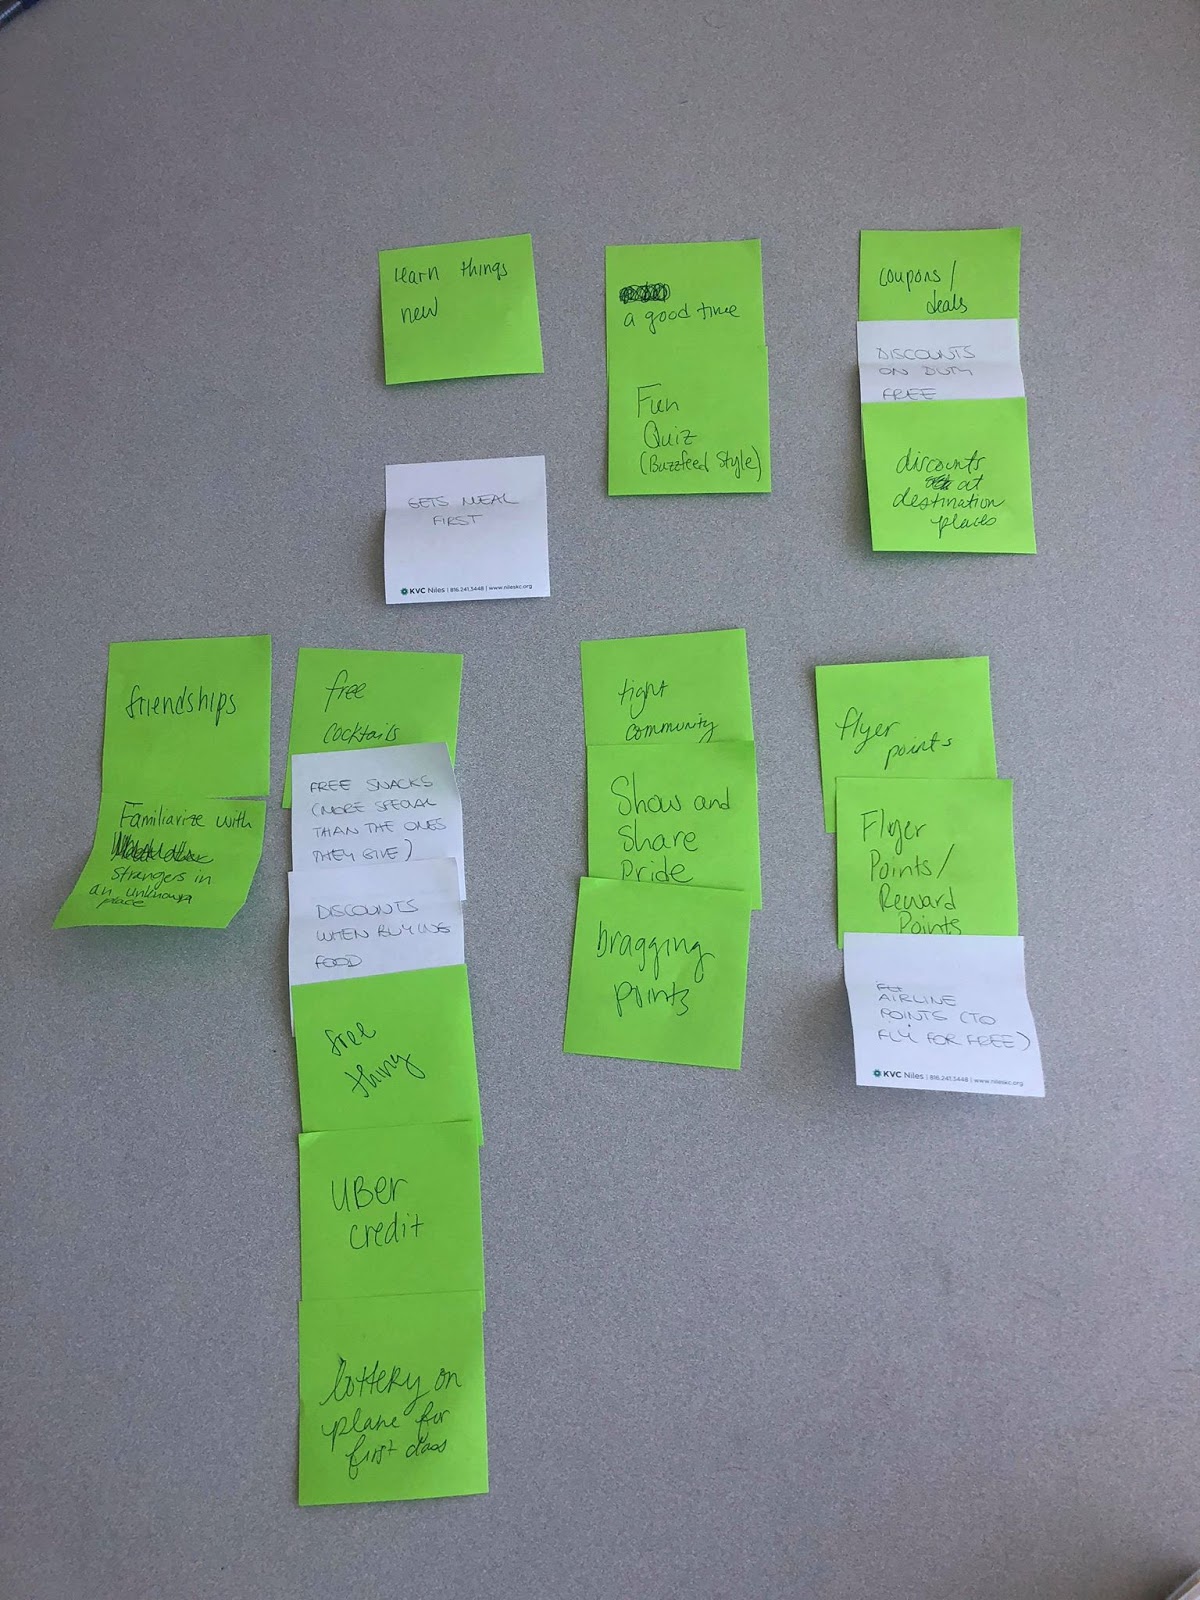 learn things
new
a good time
Fun
Quiz
(Buzzfeed Style)
coupons/
deals
DISCOUNTS
ON DUTY
FREE
discounts
at
destination
places
GETS MEAL
FIRST
KVC Niles | 816.241.3448 | www.nileskc.org
friendships
Familiarize with
strangers in
an unknown
place
free
cocktails
FREE SNACKS
(MORE SPECIAL
THAN THE ONES
THEY GIVE)
DISCOUNTS
WHEN BUYING
FOOD
free
thing
UBER
credit
lottery on
plane for
first class
tight
community
Show and
Share
Pride
bragging
points
flyer
points
Flyer
Points/
Reward
Points
AIRLINE
POINTS (TO
FLY FOR FREE)
KVC Niles | 816.241.3448 | www.nileskc.org